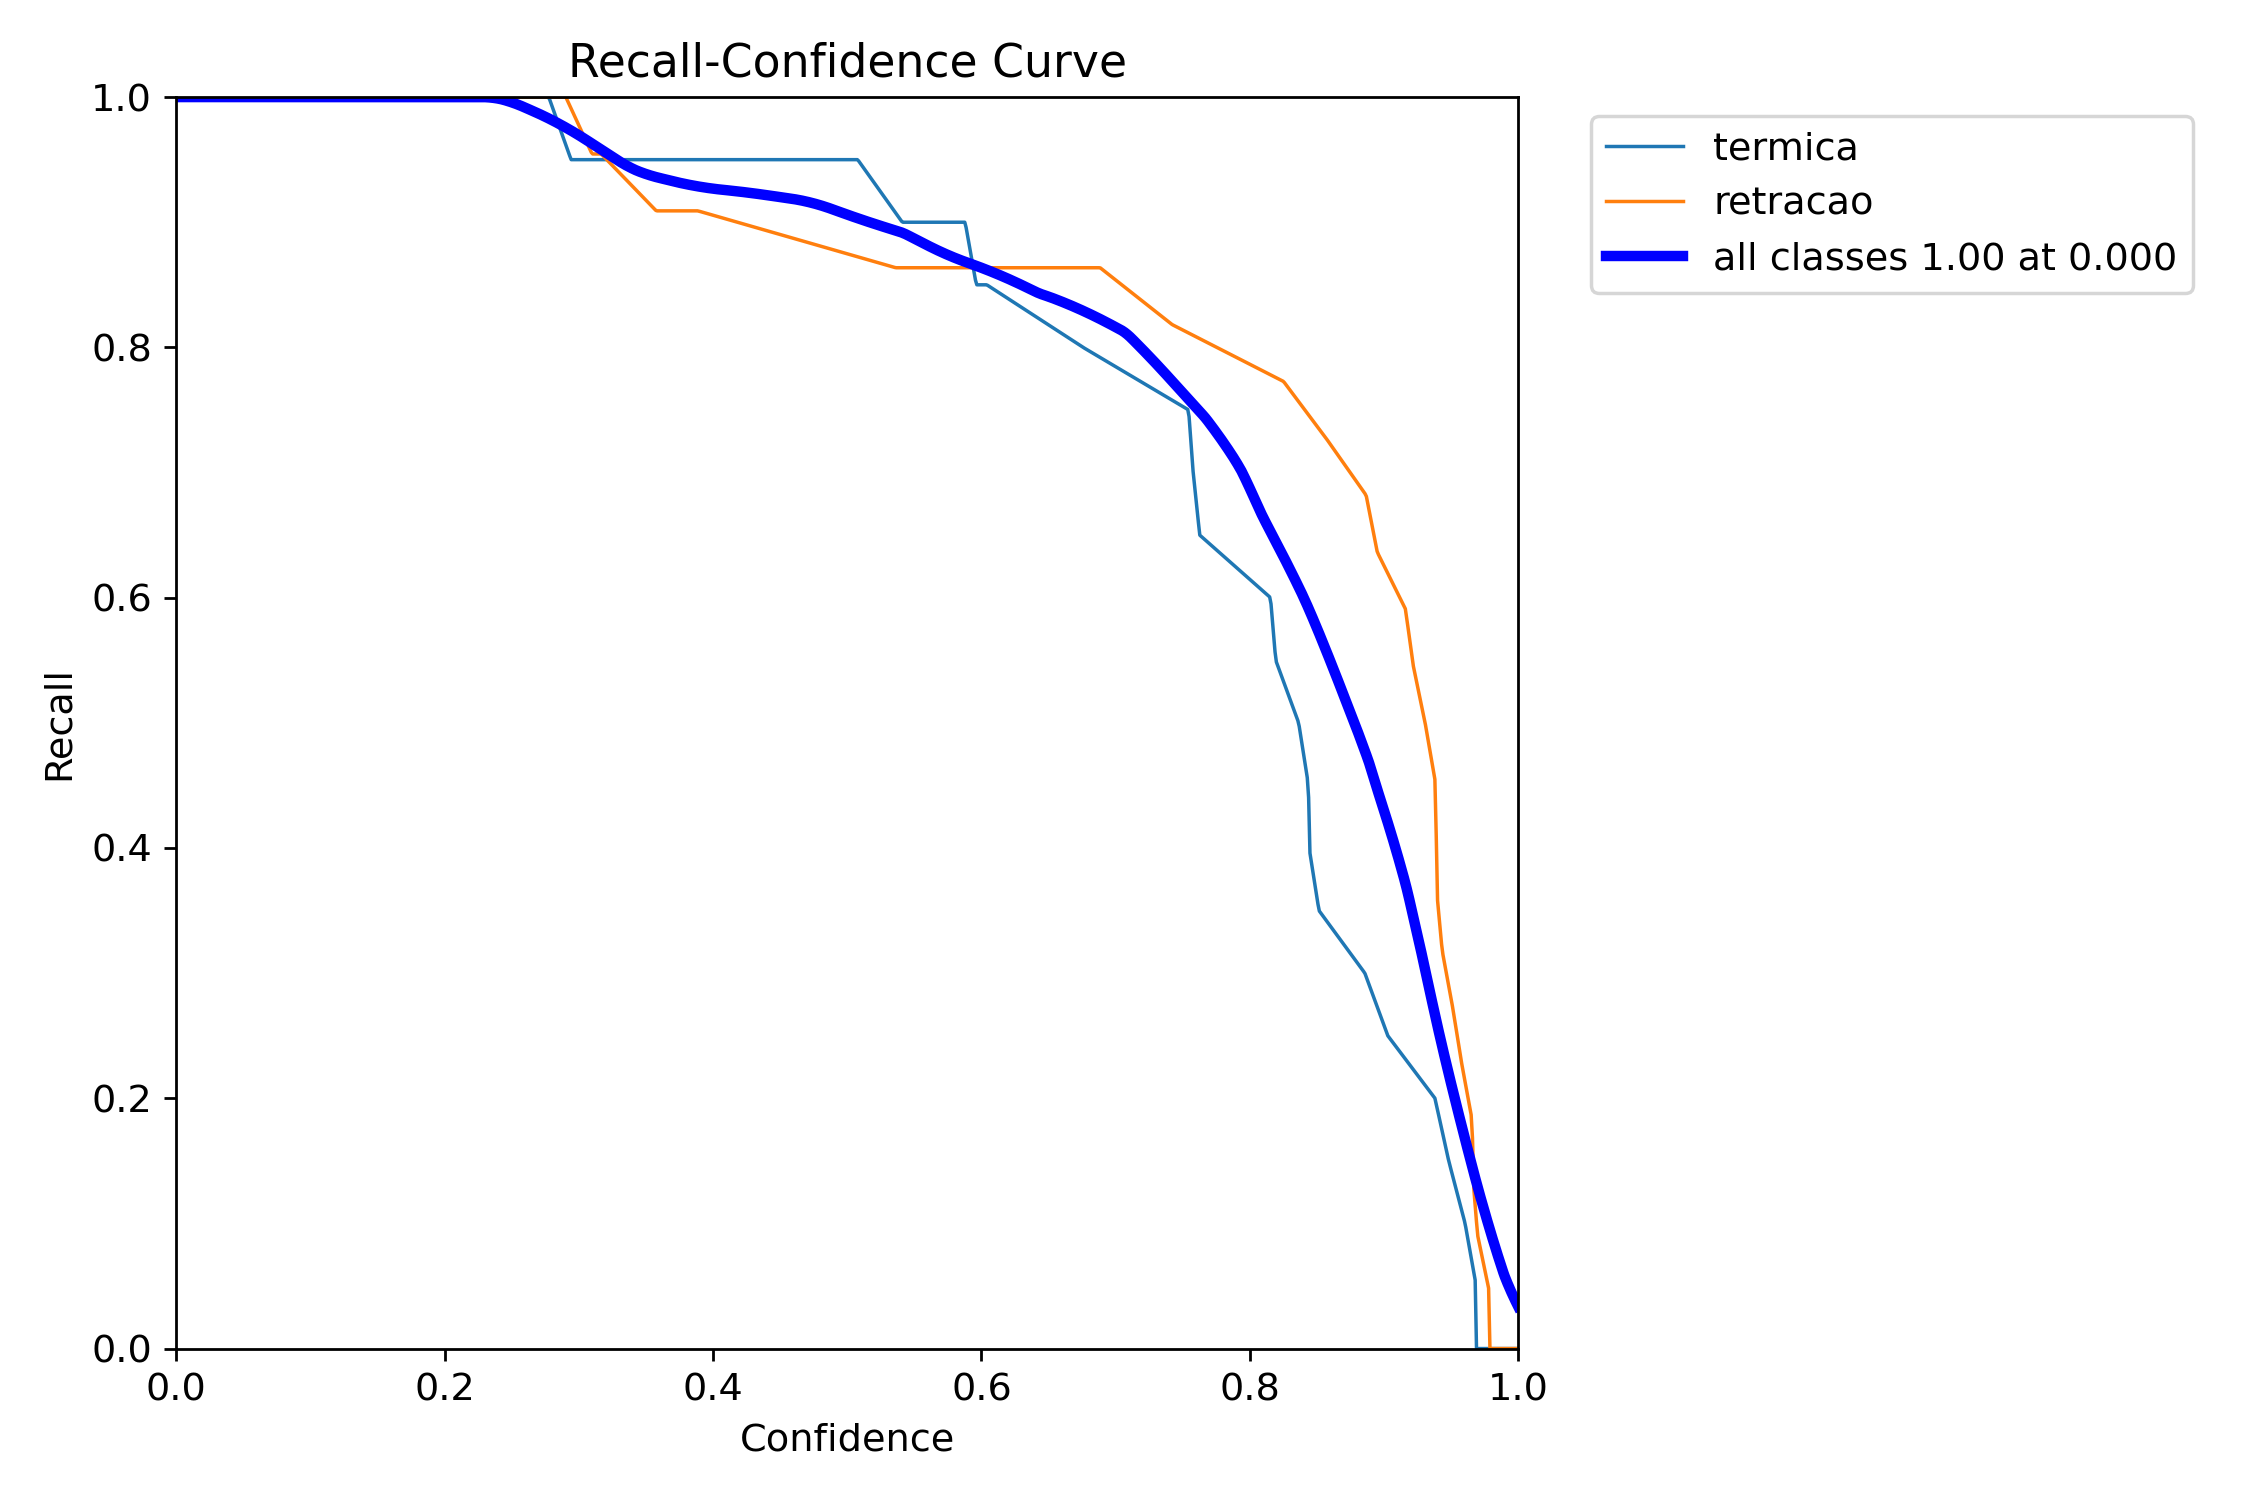 Recall-Confidence Curve
1.0
0.8
0.6
0.4
0.2
0.0
Recall
0.0 0.2 0.4 0.6 0.8 1.0
Confidence
termica
retracao
all classes 1.00 at 0.000